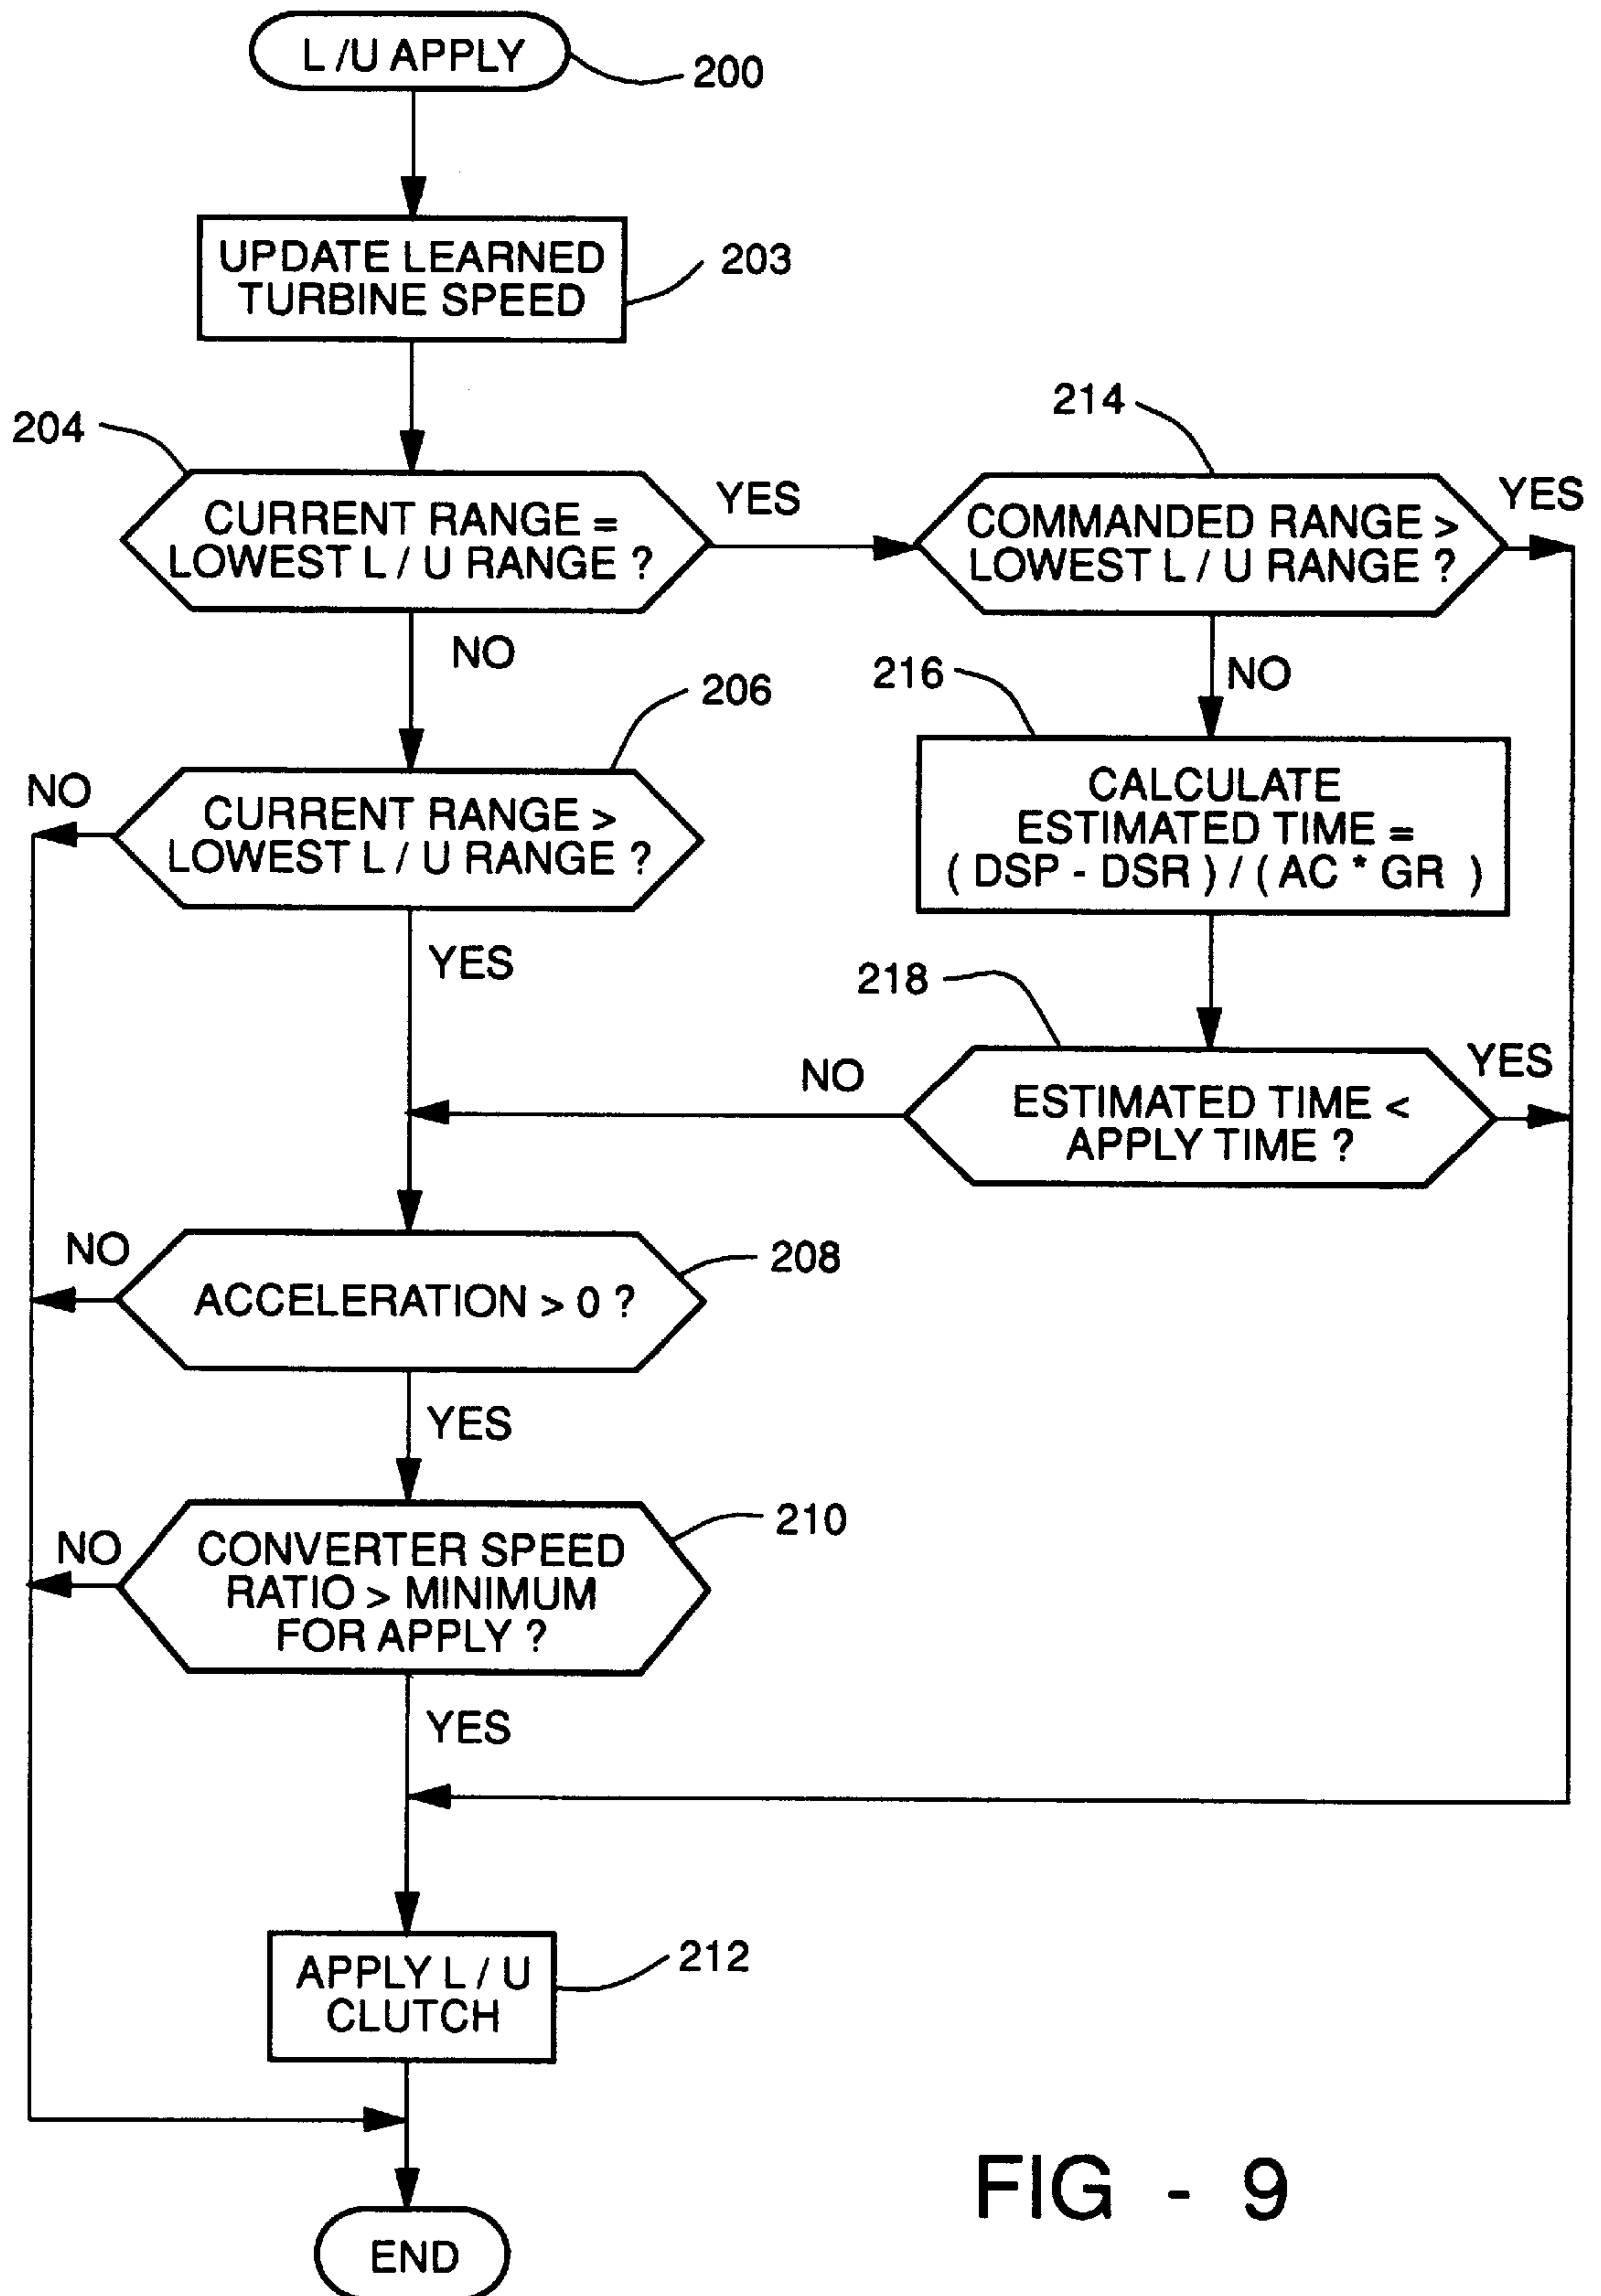 L /U APPLY
200
UPDATE LEARNED
TURBINE SPEED
203
204
CURRENT RANGE =
LOWEST L / U RANGE ?
YES
NO
214
COMMANDED RANGE >
LOWEST L / U RANGE ?
YES
NO
206
CURRENT RANGE >
LOWEST L / U RANGE ?
NO
YES
216
CALCULATE
ESTIMATED TIME =
( DSP - DSR ) / ( AC * GR )
218
ESTIMATED TIME <
APPLY TIME ?
NO
YES
208
ACCELERATION > 0 ?
NO
YES
210
CONVERTER SPEED
RATIO > MINIMUM
FOR APPLY ?
NO
YES
APPLY L / U
CLUTCH
212
END
FIG - 9